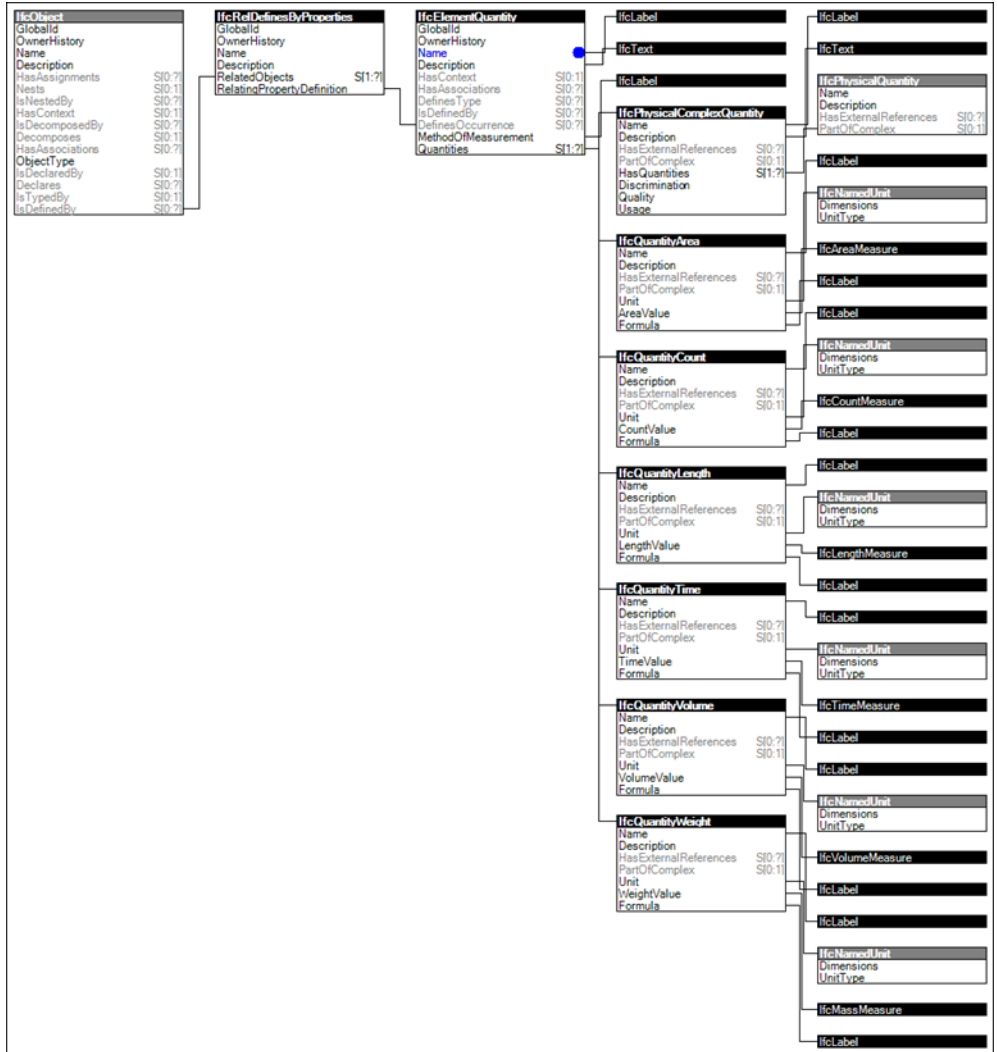 IfcObject
GlobalId
OwnerHistory
Name
Description
HasAssignments S[0:?]
Nests S[0:1]
IsNestedBy S[0:?]
HasContext S[0:1]
IsDecomposedBy S[0:?]
Decomposes S[0:1]
HasAssociations S[0:?]
ObjectType
IsDeclaredBy S[0:1]
Declares S[0:?]
IsTypedBy S[0:1]
IsDefinedBy S[0:?]
IfcRelDefinesByProperties
GlobalId
OwnerHistory
Name
Description
RelatedObjects S[1:?]
RelatingPropertyDefinition
IfcElementQuantity
GlobalId
OwnerHistory
Name
Description
HasContext S[0:1]
HasAssociations S[0:?]
DefinesType S[0:?]
IsDefinedBy S[0:?]
DefinesOccurrence S[0:?]
MethodOfMeasurement
Quantities S[1:?]
IfcLabel
IfcText
IfcLabel
IfcPhysicalComplexQuantity
Name
Description
HasExternalReferences S[0:?]
PartOfComplex S[0:1]
HasQuantities S[1:?]
Discrimination
Quality
Usage
IfcQuantityArea
Name
Description
HasExternalReferences S[0:?]
PartOfComplex S[0:1]
Unit
AreaValue
Formula
IfcQuantityCount
Name
Description
HasExternalReferences S[0:?]
PartOfComplex S[0:1]
Unit
CountValue
Formula
IfcQuantityLength
Name
Description
HasExternalReferences S[0:?]
PartOfComplex S[0:1]
Unit
LengthValue
Formula
IfcQuantityTime
Name
Description
HasExternalReferences S[0:?]
PartOfComplex S[0:1]
Unit
TimeValue
Formula
IfcQuantityVolume
Name
Description
HasExternalReferences S[0:?]
PartOfComplex S[0:1]
Unit
VolumeValue
Formula
IfcQuantityWeight
Name
Description
HasExternalReferences S[0:?]
PartOfComplex S[0:1]
Unit
WeightValue
Formula
IfcLabel
IfcText
IfcPhysicalQuantity
Name
Description
HasExternalReferences S[0:?]
PartOfComplex S[0:1]
IfcLabel
IfcNamedUnit
Dimensions
UnitType
IfcAreaMeasure
IfcLabel
IfcLabel
IfcNamedUnit
Dimensions
UnitType
IfcCountMeasure
IfcLabel
IfcLabel
IfcNamedUnit
Dimensions
UnitType
IfcLengthMeasure
IfcLabel
IfcLabel
IfcNamedUnit
Dimensions
UnitType
IfcTimeMeasure
IfcLabel
IfcLabel
IfcNamedUnit
Dimensions
UnitType
IfcVolumeMeasure
IfcLabel
IfcLabel
IfcNamedUnit
Dimensions
UnitType
IfcMassMeasure
IfcLabel